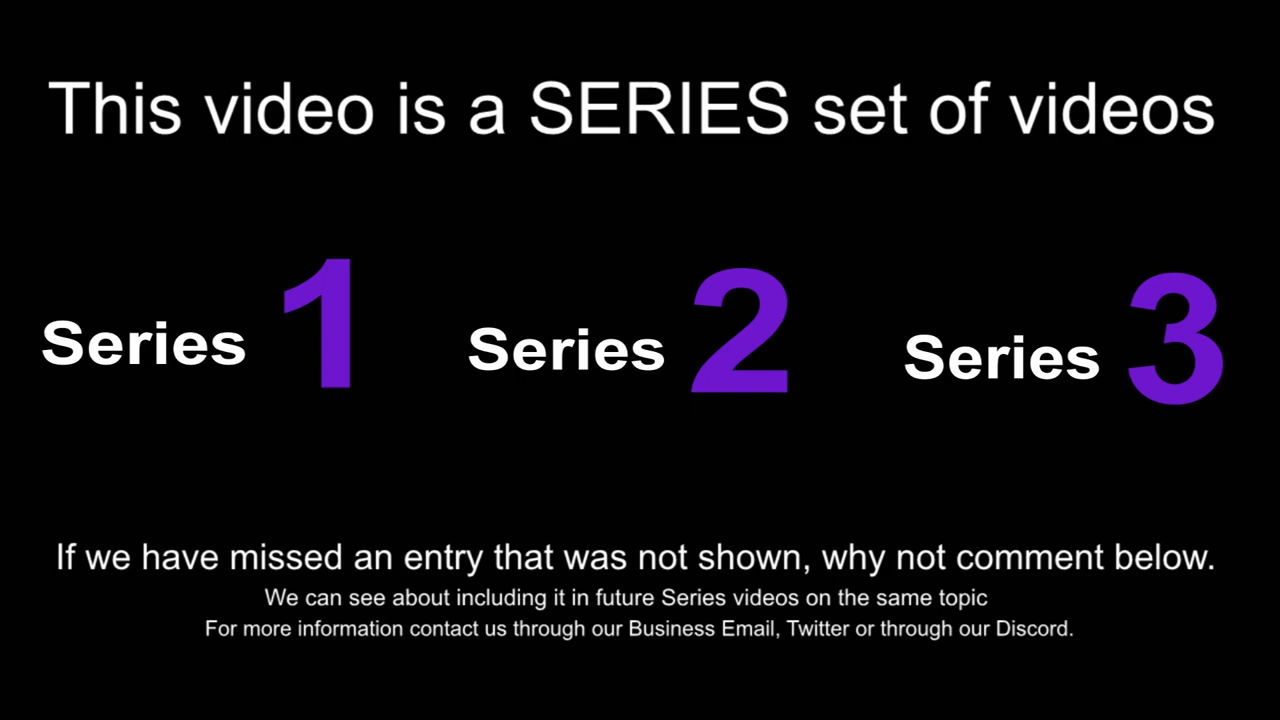 This video is a SERIES set of videos
Series 1 Series 2 Series 3
If we have missed an entry that was not shown, why not comment below.
We can see about including it in future Series videos on the same topic
For more information contact us through our Business Email, Twitter or through our Discord.